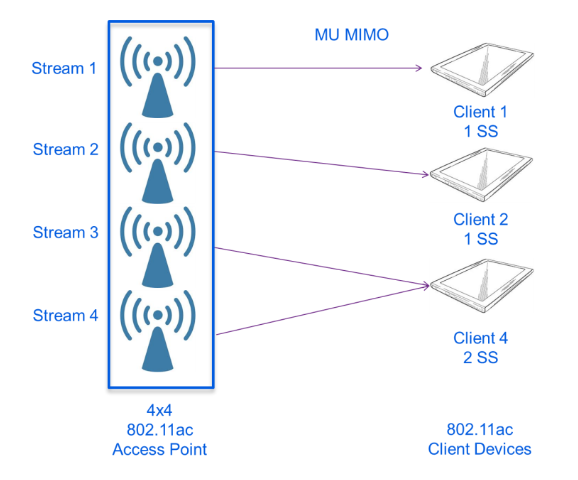 MU MIMO
Stream 1
Client 1
1 SS
Stream 2
Client 2
1 SS
Stream 3
Stream 4
Client 4
2 SS
4x4
802.11ac
Access Point
802.11ac
Client Devices